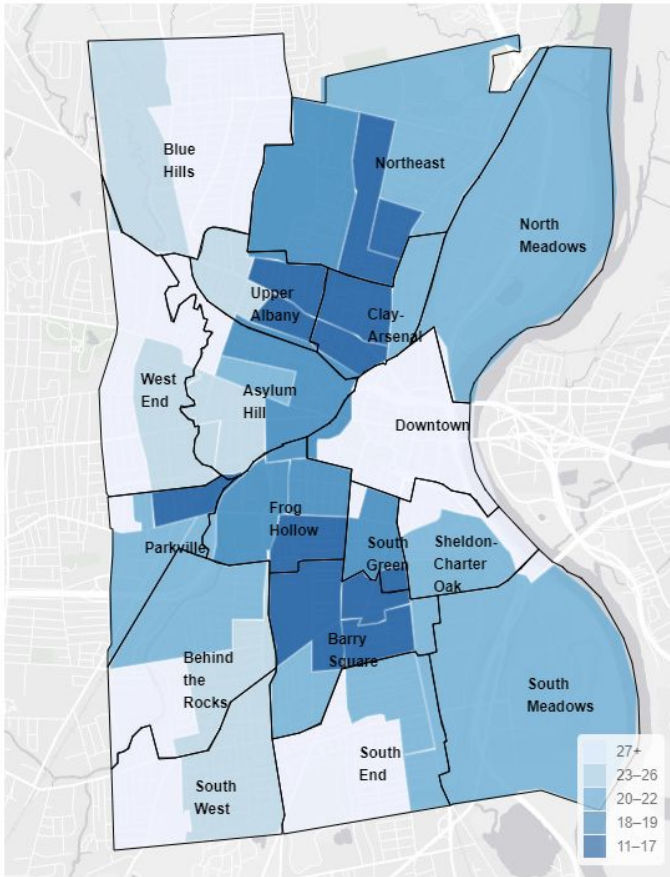 Blue
Hills
Northeast
North
Meadows
Upper
Albany
Clay-
Arsenal
West
End
Asylum
Hill
Downtown
Frog
Hollow
Parkville
South
Green
Sheldon-
Charter
Oak
Barry
Square
Behind
the
Rocks
South
Meadows
South
End
South
West
27+
23–26
20–22
18–19
11–17